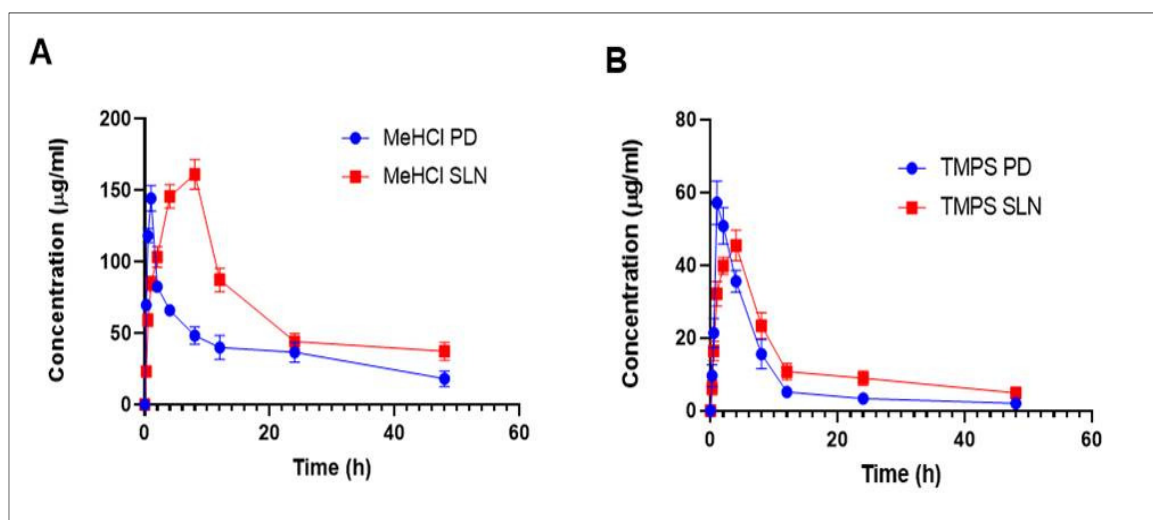 A
Concentration (µg/ml)
200
150
100
50
0
0
20
40
60
Time (h)
MeHCl PD
MeHCl SLN
B
Concentration (µg/ml)
80
60
40
20
0
0
20
40
60
Time (h)
TMPS PD
TMPS SLN